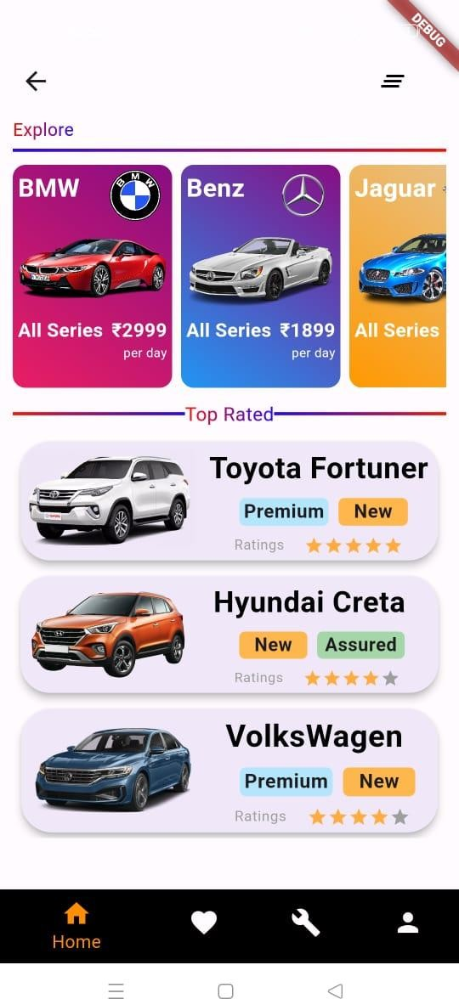 DEBUG
Explore
BMW
BMW
Benz
Jaguar
All Series ₹2999
per day
All Series ₹1899
per day
All Series
Top Rated
Toyota Fortuner
Premium New
Ratings
Hyundai Creta
New Assured
Ratings
VolksWagen
Premium New
Ratings
Home